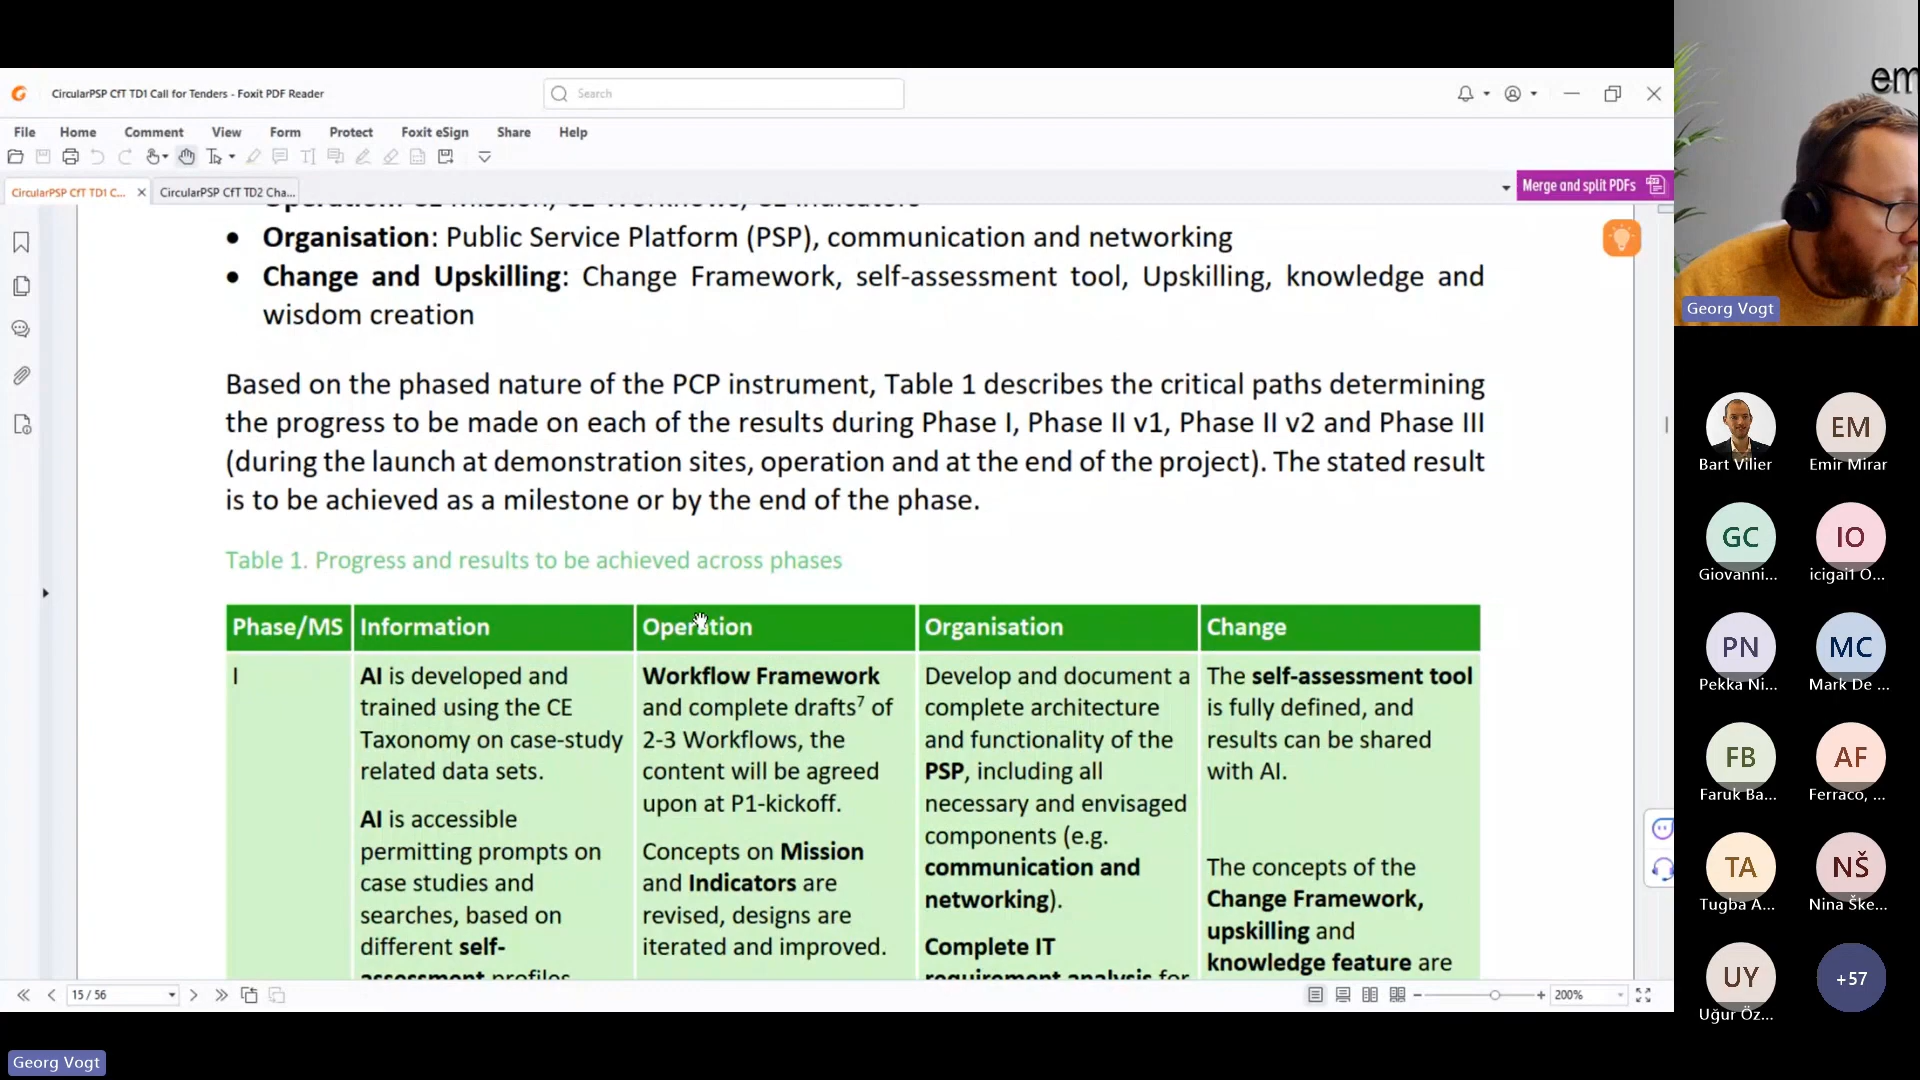 em
CircularPSP CfT TD1 Call for Tenders - Foxit PDF Reader
Search
File Home Comment View Form Protect Foxit eSign Share Help
CircularPSP CfT TD1 C... CircularPSP CfT TD2 Cha...
Merge and split PDFs
Operation: CE Mission, CE Workflows, CE Indicators
• Organisation: Public Service Platform (PSP), communication and networking
• Change and Upskilling: Change Framework, self-assessment tool, Upskilling, knowledge and
wisdom creation
Based on the phased nature of the PCP instrument, Table 1 describes the critical paths determining
the progress to be made on each of the results during Phase I, Phase II v1, Phase II v2 and Phase III
(during the launch at demonstration sites, operation and at the end of the project). The stated result
is to be achieved as a milestone or by the end of the phase.
Table 1. Progress and results to be achieved across phases
Phase/MS Information Operation Organisation Change
I
AI is developed and
trained using the CE
Taxonomy on case-study
related data sets.
AI is accessible
permitting prompts on
case studies and
searches, based on
different self-
assessment profiles
Workflow Framework
and complete drafts7 of
2-3 Workflows, the
content will be agreed
upon at P1-kickoff.
Concepts on Mission
and Indicators are
revised, designs are
iterated and improved.
Develop and document a
complete architecture
and functionality of the
PSP, including all
necessary and envisaged
components (e.g.
communication and
networking).
Complete IT
requirement analysis for
The self-assessment tool
is fully defined, and
results can be shared
with AI.
The concepts of the
Change Framework,
upskilling and
knowledge feature are
15 / 56
200%
Georg Vogt
Bart Vilier
EM
Emir Mirar
GC
Giovanni...
IO
icigai1 O...
PN
Pekka Ni...
MC
Mark De ...
FB
Faruk Ba...
AF
Ferraco, ...
TA
Tugba A...
NŠ
Nina Ške...
UY
Uğur Öz...
+57
Georg Vogt